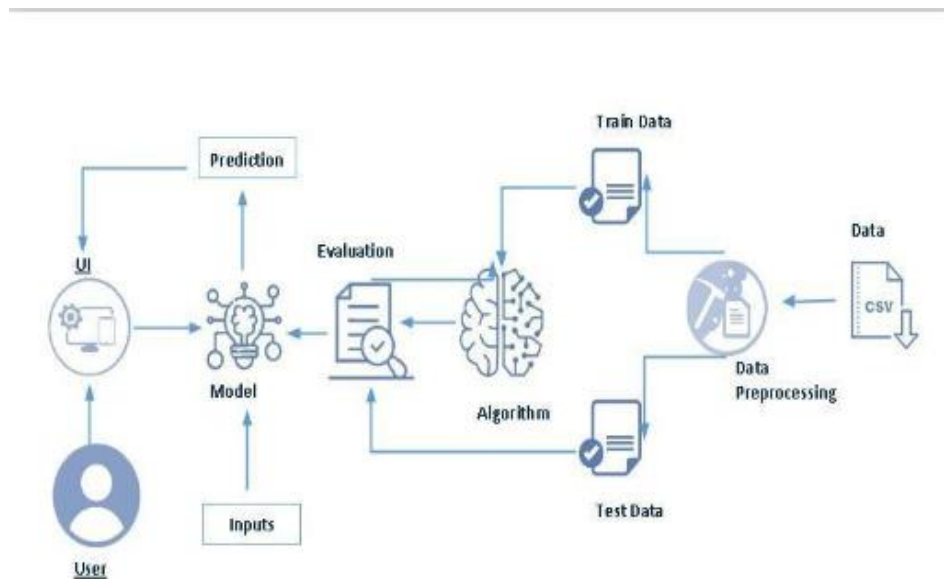 Train Data
Prediction
Data
Evaluation
UI
CSV
Model
Data
Preprocessing
Algorithm
Inputs
Test Data
User